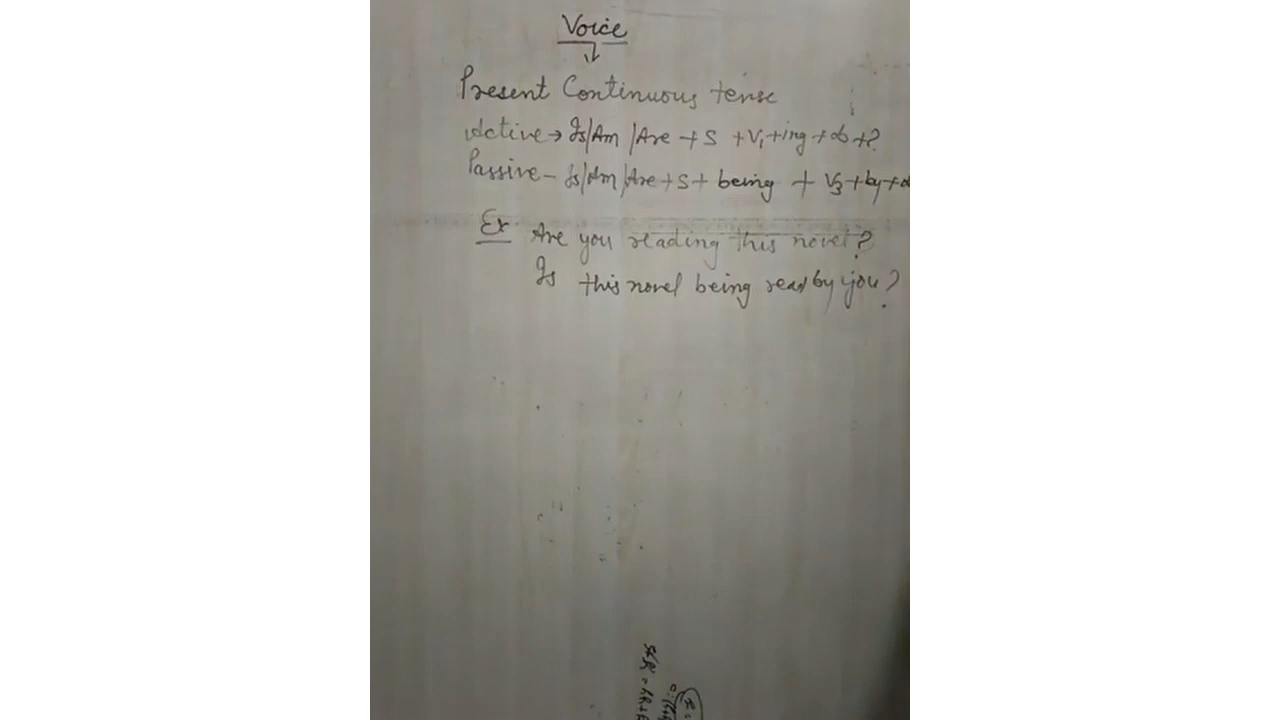 Voice
Present Continuous tense
Active → Is/Am/Are + S + V1 + ing + ob + ?
Passive - Is/Am/Are + S + being + V3 + by + o
Ex Are you reading this novel?
Is this novel being read by you?